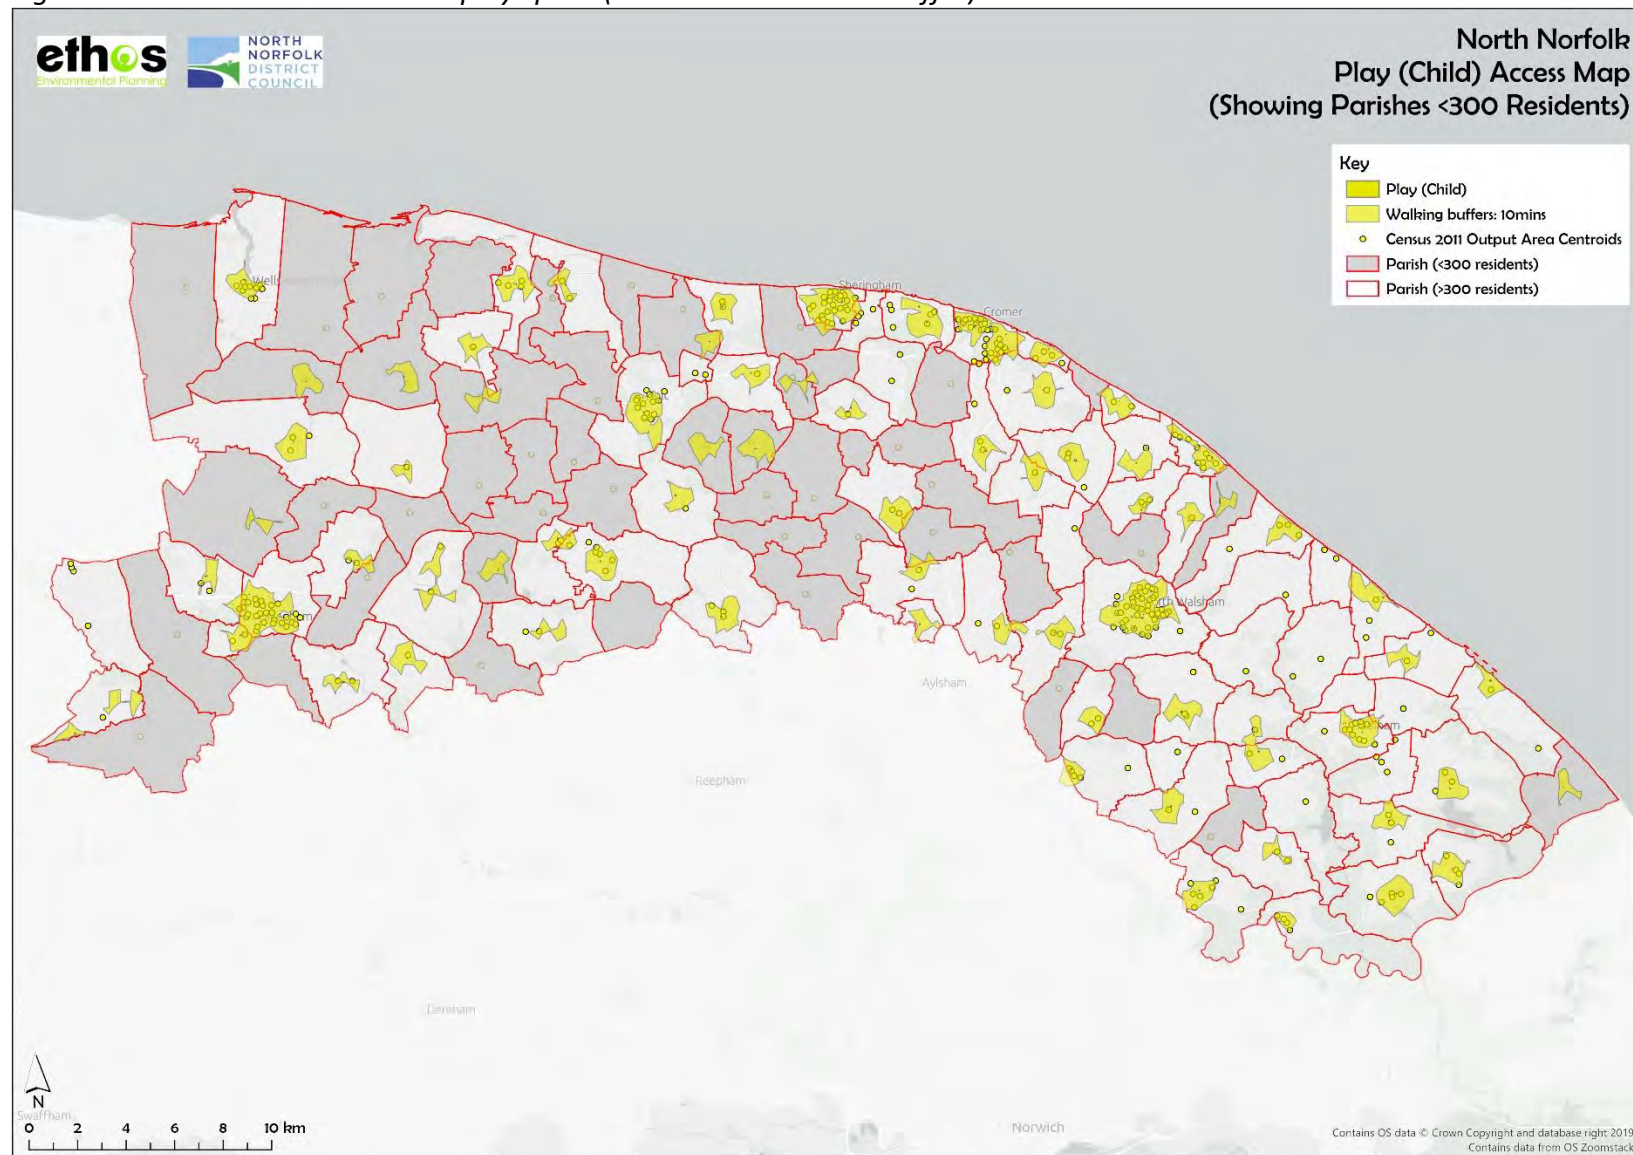 ethos
Environmental Planning
NORTH
NORFOLK
DISTRICT
COUNCIL
North Norfolk
Play (Child) Access Map
(Showing Parishes <300 Residents)
Key
Play (Child)
Walking buffers: 10mins
Census 2011 Output Area Centroids
Parish (<300 residents)
Parish (>300 residents)
Wells
Sheringham
Cromer
th Walsham
Aylsham
Reepham
Dereham
Swaffham
Norwich
N
0 2 4 6 8 10 km
Contains OS data © Crown Copyright and database right 2019
Contains data from OS Zoomstack